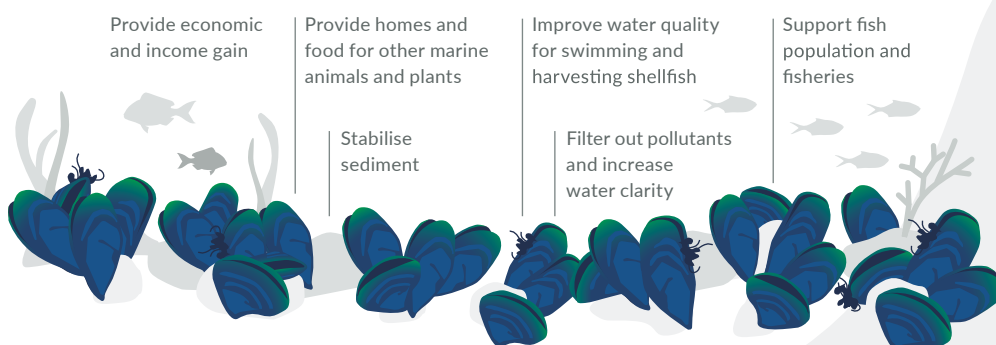 Provide economic
and income gain
Provide homes and
food for other marine
animals and plants
Stabilise
sediment
Improve water quality
for swimming and
harvesting shellfish
Filter out pollutants
and increase
water clarity
Support fish
population and
fisheries